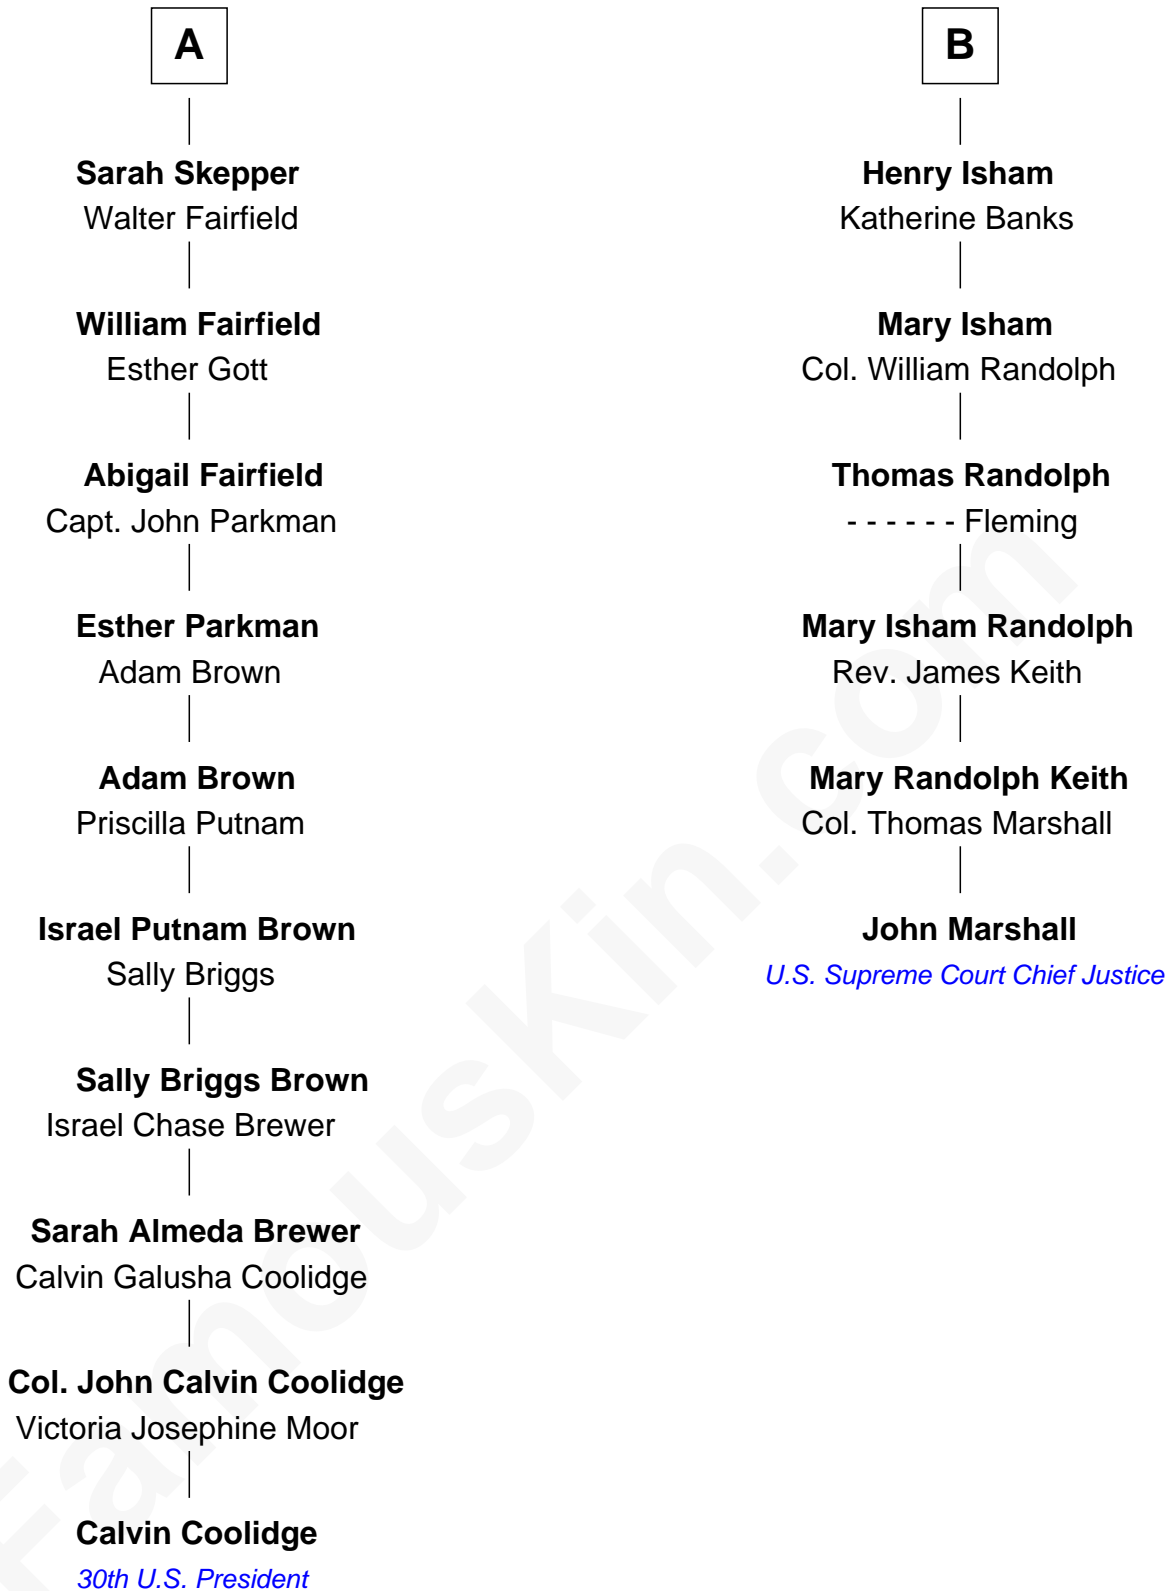 A
Sarah Skepper
Walter Fairfield
William Fairfield
Esther Gott
Abigail Fairfield
Capt. John Parkman
Esther Parkman
Adam Brown
Adam Brown
Priscilla Putnam
Israel Putnam Brown
Sally Briggs
Sally Briggs Brown
Israel Chase Brewer
Sarah Almeda Brewer
Calvin Galusha Coolidge
Col. John Calvin Coolidge
Victoria Josephine Moor
Calvin Coolidge
30th U.S. President
B
Henry Isham
Katherine Banks
Mary Isham
Col. William Randolph
Thomas Randolph
- - - - - - Fleming
Mary Isham Randolph
Rev. James Keith
Mary Randolph Keith
Col. Thomas Marshall
John Marshall
U.S. Supreme Court Chief Justice
FamousKin.com